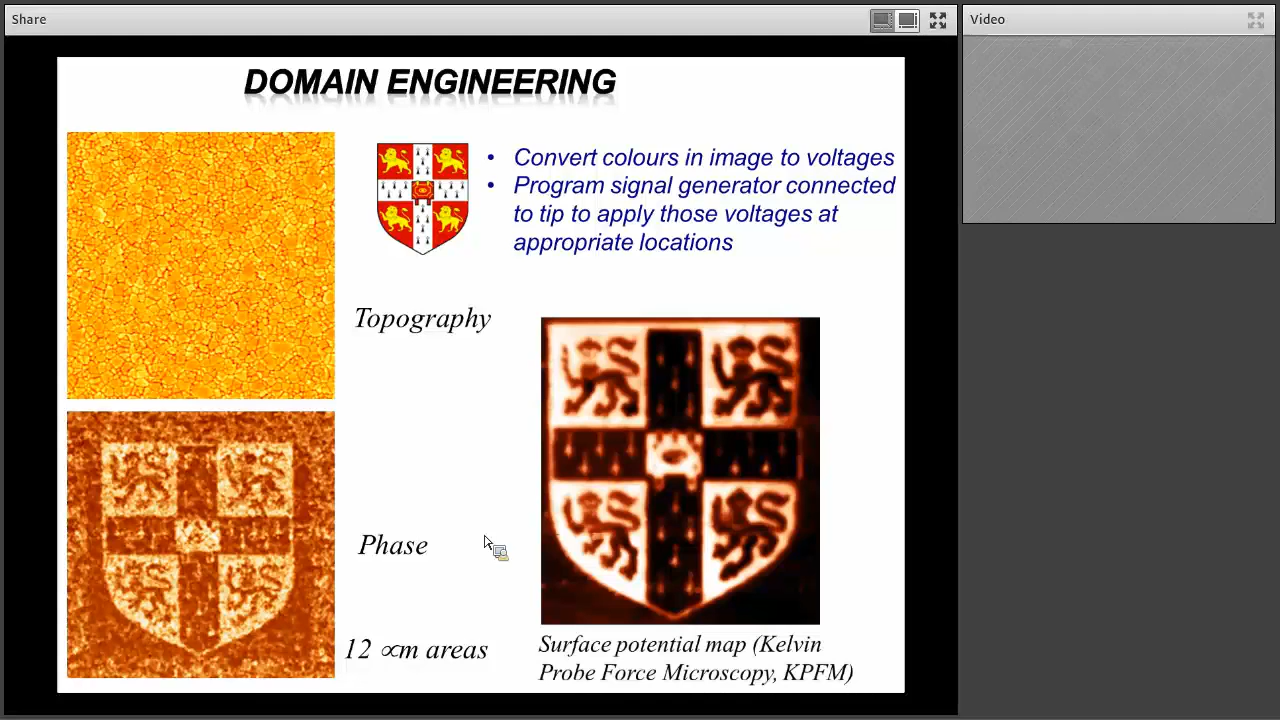 Share
Video
DOMAIN ENGINEERING
• Convert colours in image to voltages
• Program signal generator connected
to tip to apply those voltages at
appropriate locations
Topography
Phase
12 ∝m areas
Surface potential map (Kelvin
Probe Force Microscopy, KPFM)